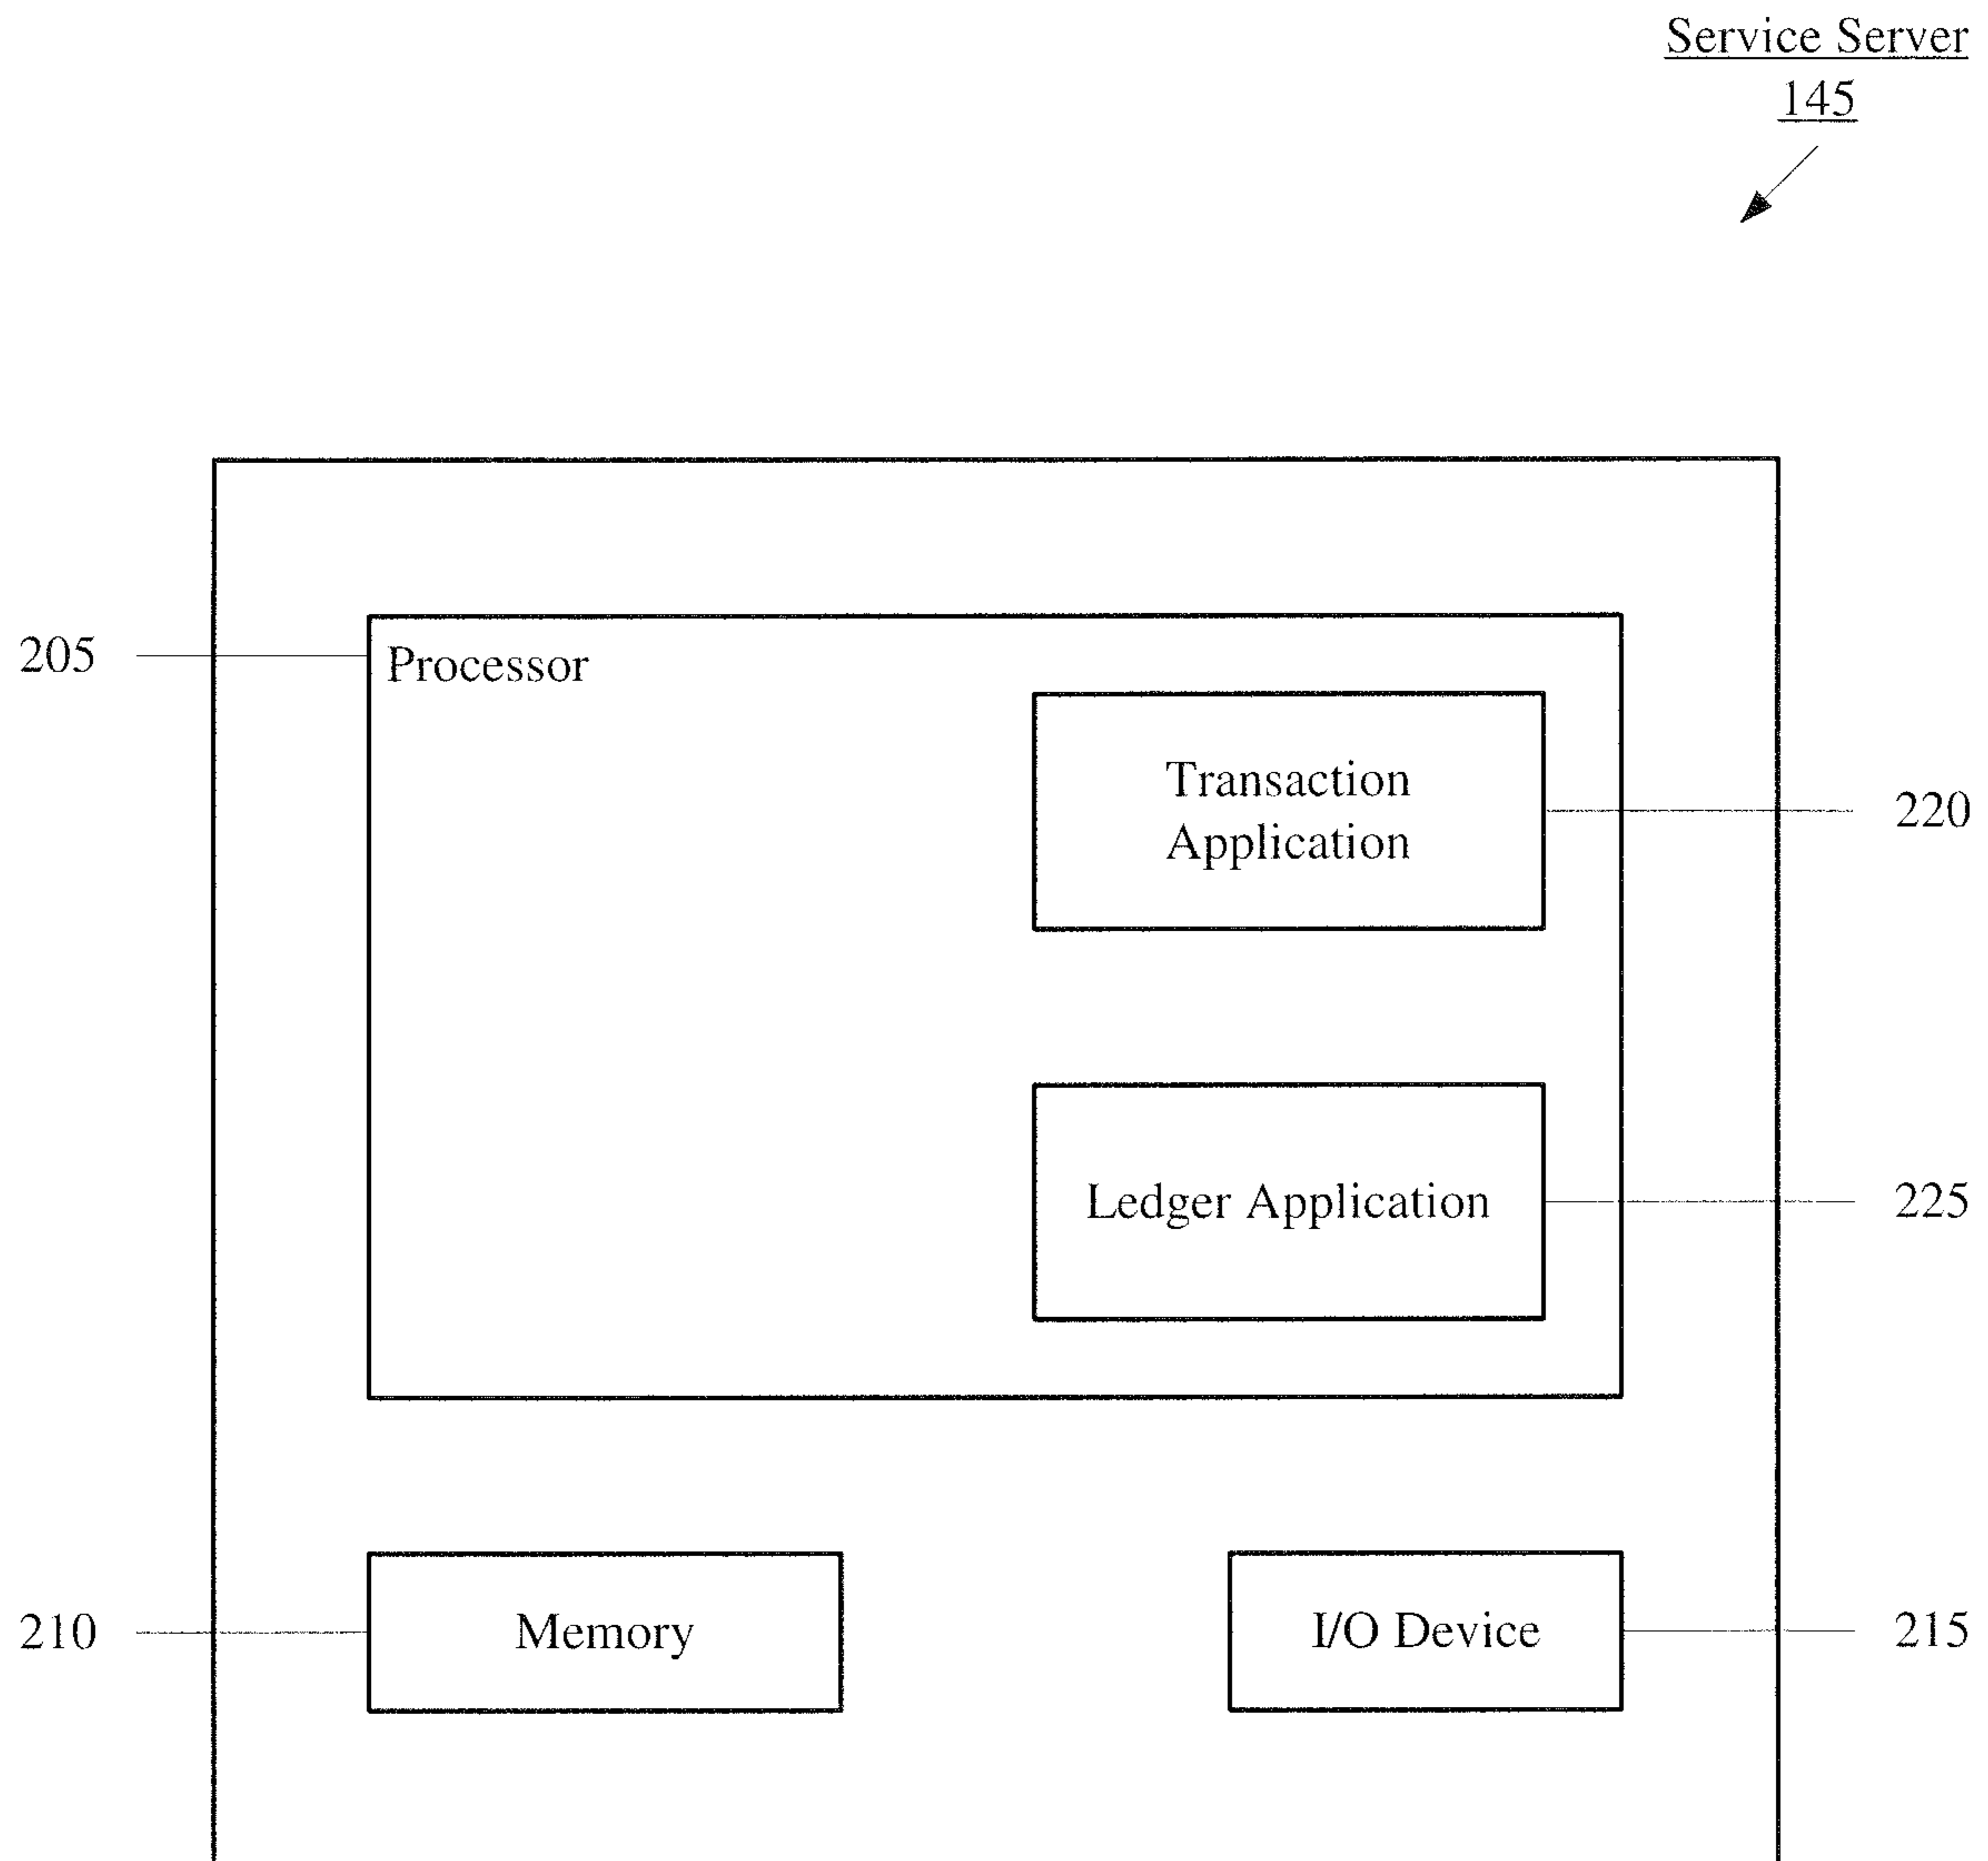 Service Server
145
205
Processor
Transaction
Application
220
Ledger Application
225
210
Memory
I/O Device
215